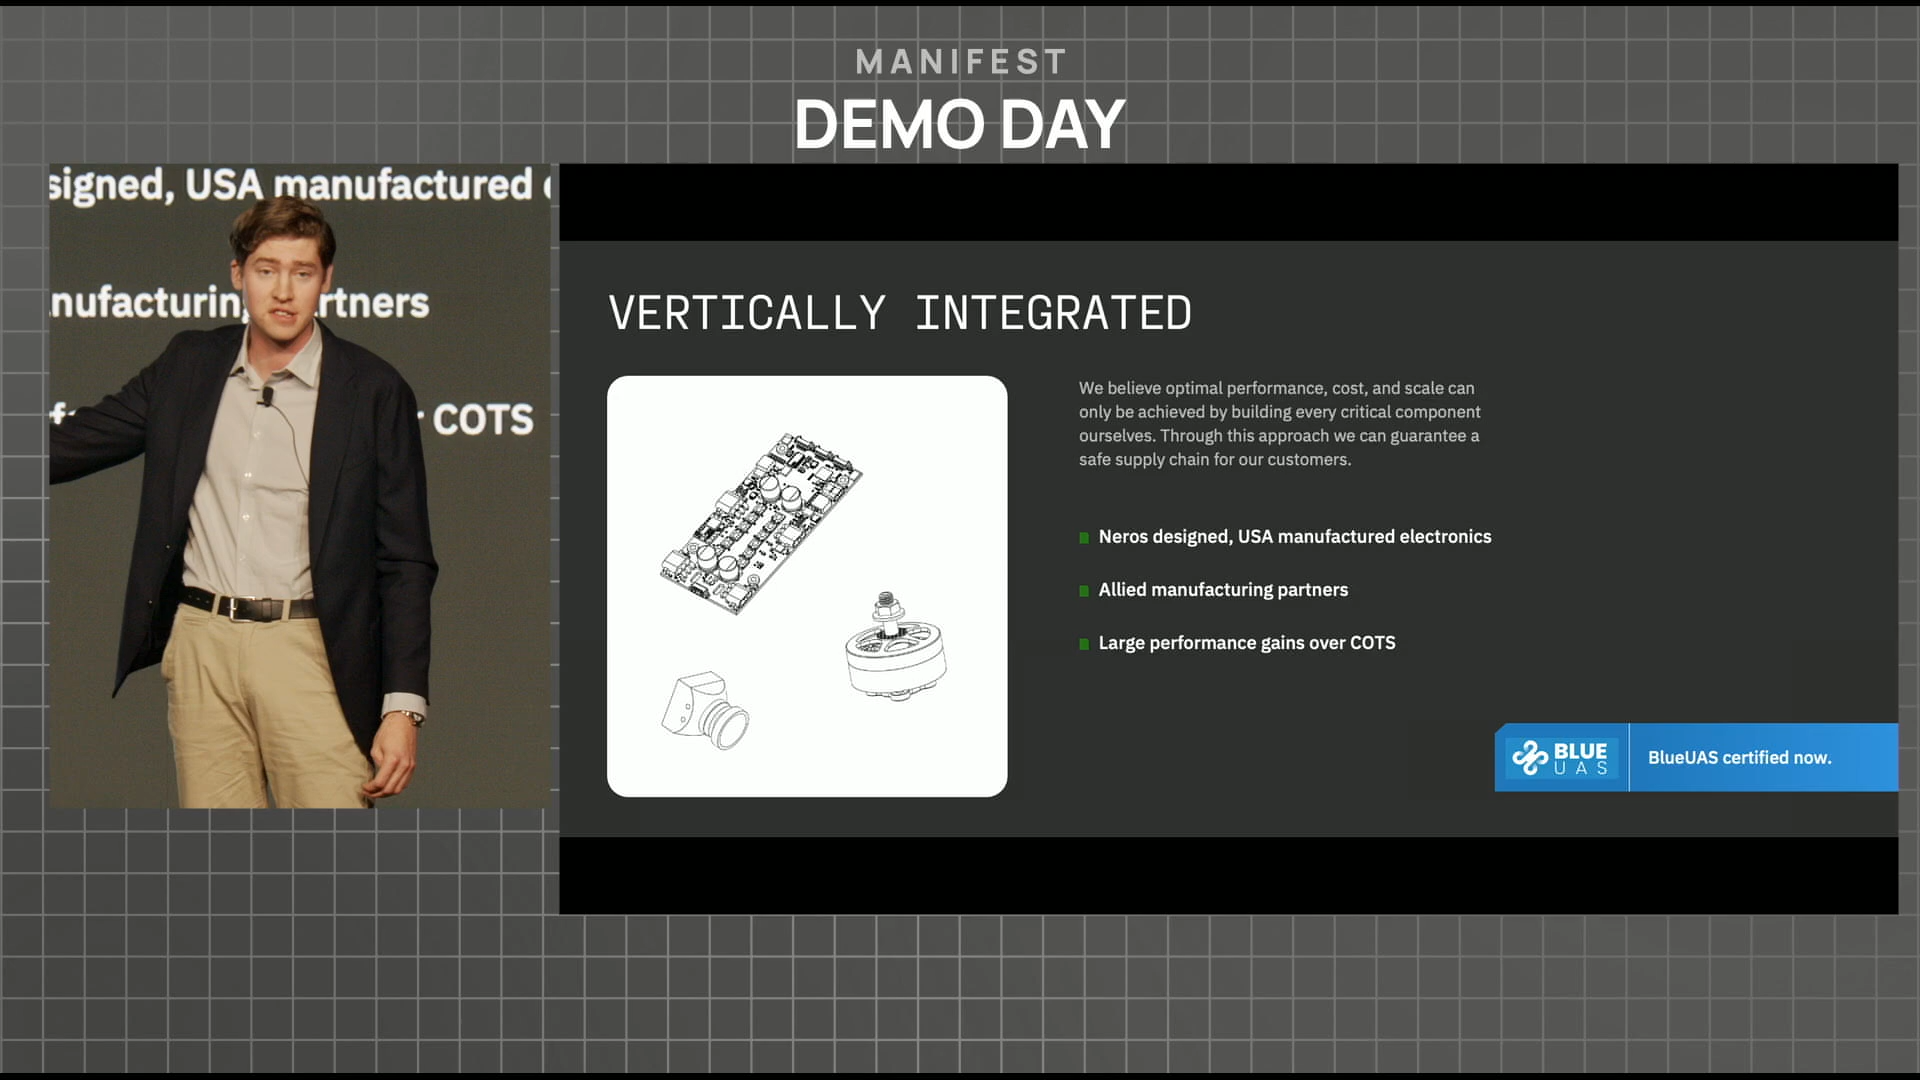 MANIFEST
DEMO DAY
signed, USA manufactured
nufacturing rtners
COTS
VERTICALLY INTEGRATED
We believe optimal performance, cost, and scale can
only be achieved by building every critical component
ourselves. Through this approach we can guarantee a
safe supply chain for our customers.
Neros designed, USA manufactured electronics
Allied manufacturing partners
Large performance gains over COTS
BLUE
UAS
BlueUAS certified now.